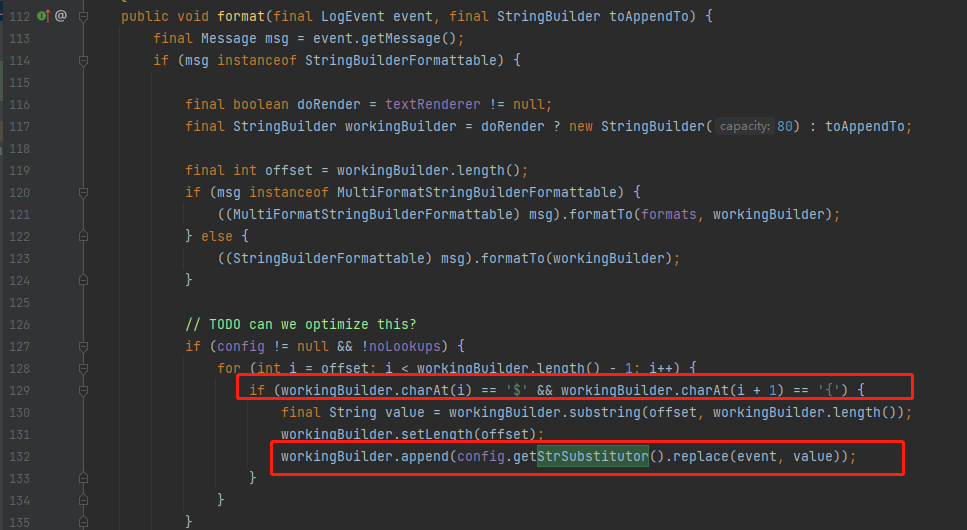 112 public void format(final LogEvent event, final StringBuilder toAppendTo) {
113 final Message msg = event.getMessage();
114 if (msg instanceof StringBuilderFormattable) {
115
116 final boolean doRender = textRenderer != null;
117 final StringBuilder workingBuilder = doRender ? new StringBuilder( capacity: 80) : toAppendTo;
118
119 final int offset = workingBuilder.length();
120 if (msg instanceof MultiFormatStringBuilderFormattable) {
121 ((MultiFormatStringBuilderFormattable) msg).formatTo(formats, workingBuilder);
122 } else {
123 ((StringBuilderFormattable) msg).formatTo(workingBuilder);
124 }
125
126 // TODO can we optimize this?
127 if (config != null && !noLookups) {
128 for (int i = offset; i < workingBuilder.length() - 1; i++) {
129 if (workingBuilder.charAt(i) == '$' && workingBuilder.charAt(i + 1) == '{') {
130 final String value = workingBuilder.substring(offset, workingBuilder.length());
131 workingBuilder.setLength(offset);
132 workingBuilder.append(config.getStrSubstitutor().replace(event, value));
133 }
134 }
135 }